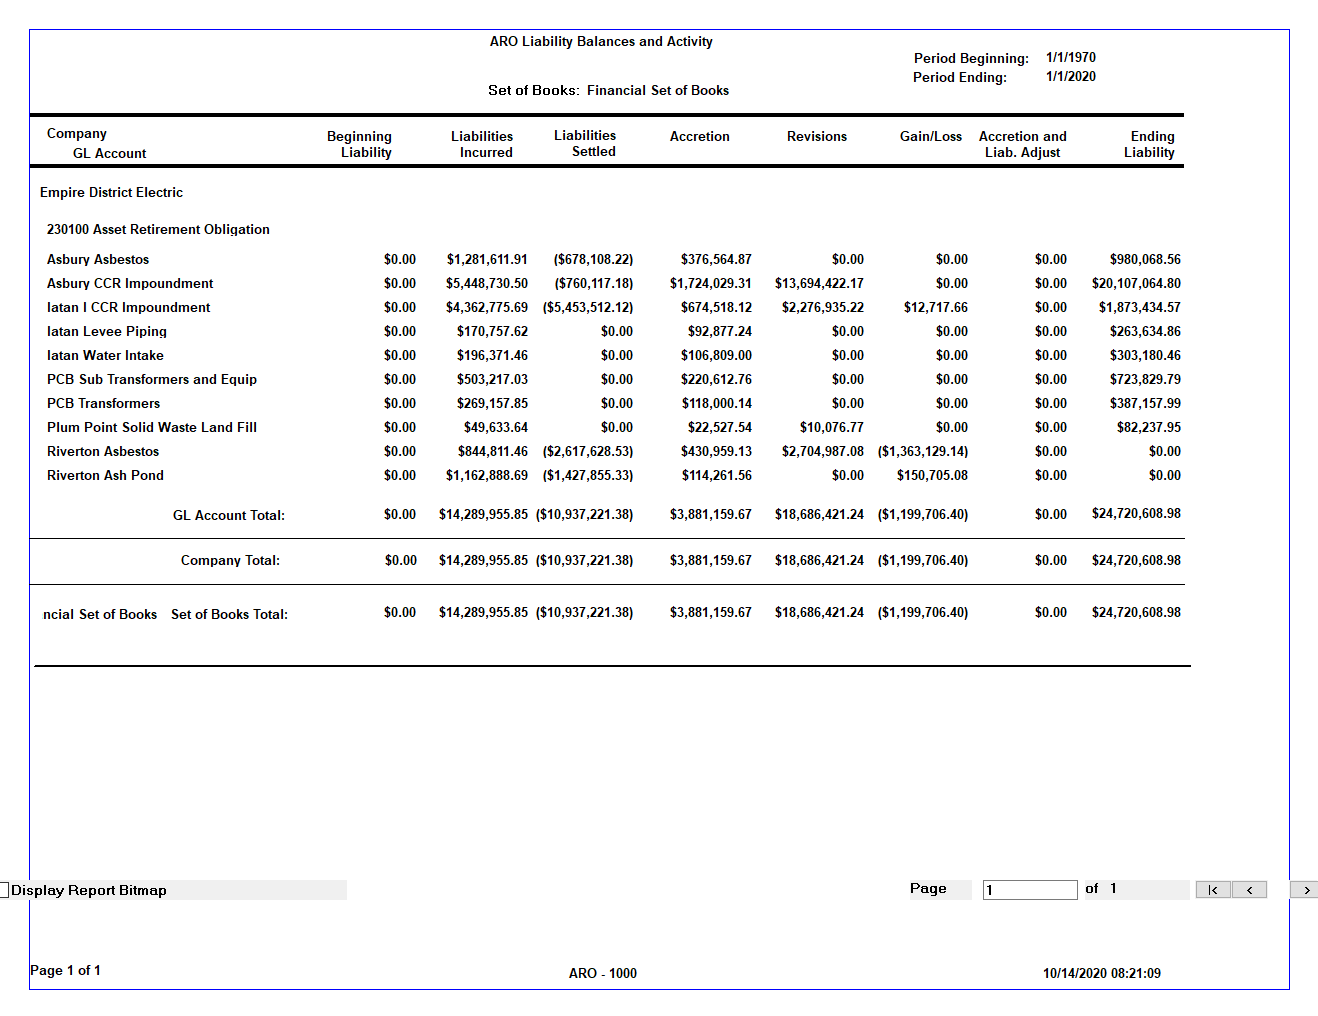 ARO Liability Balances and Activity
Period Beginning: 1/1/1970
Period Ending: 1/1/2020
Set of Books: Financial Set of Books
Company Beginning Liabilities Liabilities Accretion Revisions Gain/Loss Accretion and Ending
GL Account Liability Incurred Settled Liab. Adjust Liability
Empire District Electric
230100 Asset Retirement Obligation
Asbury Asbestos $0.00 $1,281,611.91 ($678,108.22) $376,564.87 $0.00 $0.00 $0.00 $980,068.56
Asbury CCR Impoundment $0.00 $5,448,730.50 ($760,117.18) $1,724,029.31 $13,694,422.17 $0.00 $0.00 $20,107,064.80
Iatan I CCR Impoundment $0.00 $4,362,775.69 ($5,453,512.12) $674,518.12 $2,276,935.22 $12,717.66 $0.00 $1,873,434.57
Iatan Levee Piping $0.00 $170,757.62 $0.00 $92,877.24 $0.00 $0.00 $0.00 $263,634.86
Iatan Water Intake $0.00 $196,371.46 $0.00 $106,809.00 $0.00 $0.00 $0.00 $303,180.46
PCB Sub Transformers and Equip $0.00 $503,217.03 $0.00 $220,612.76 $0.00 $0.00 $0.00 $723,829.79
PCB Transformers $0.00 $269,157.85 $0.00 $118,000.14 $0.00 $0.00 $0.00 $387,157.99
Plum Point Solid Waste Land Fill $0.00 $49,633.64 $0.00 $22,527.54 $10,076.77 $0.00 $0.00 $82,237.95
Riverton Asbestos $0.00 $844,811.46 ($2,617,628.53) $430,959.13 $2,704,987.08 ($1,363,129.14) $0.00 $0.00
Riverton Ash Pond $0.00 $1,162,888.69 ($1,427,855.33) $114,261.56 $0.00 $150,705.08 $0.00 $0.00
GL Account Total: $0.00 $14,289,955.85 ($10,937,221.38) $3,881,159.67 $18,686,421.24 ($1,199,706.40) $0.00 $24,720,608.98
Company Total: $0.00 $14,289,955.85 ($10,937,221.38) $3,881,159.67 $18,686,421.24 ($1,199,706.40) $0.00 $24,720,608.98
ncial Set of Books Set of Books Total: $0.00 $14,289,955.85 ($10,937,221.38) $3,881,159.67 $18,686,421.24 ($1,199,706.40) $0.00 $24,720,608.98
Display Report Bitmap Page 1 of 1
Page 1 of 1 ARO - 1000 10/14/2020 08:21:09